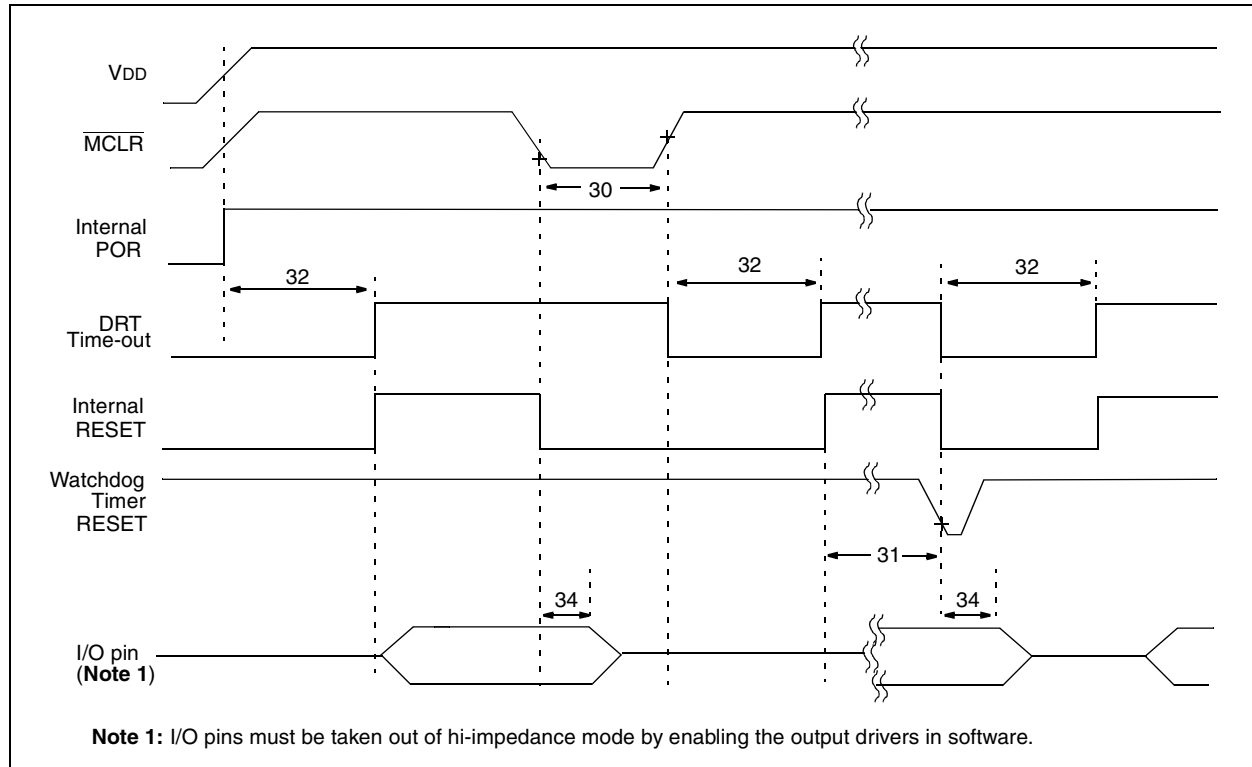 VDD
MCLR
30
Internal
POR
32
32
32
DRT
Time-out
Internal
RESET
Watchdog
Timer
RESET
31
34
34
I/O pin
(Note 1)
Note 1: I/O pins must be taken out of hi-impedance mode by enabling the output drivers in software.